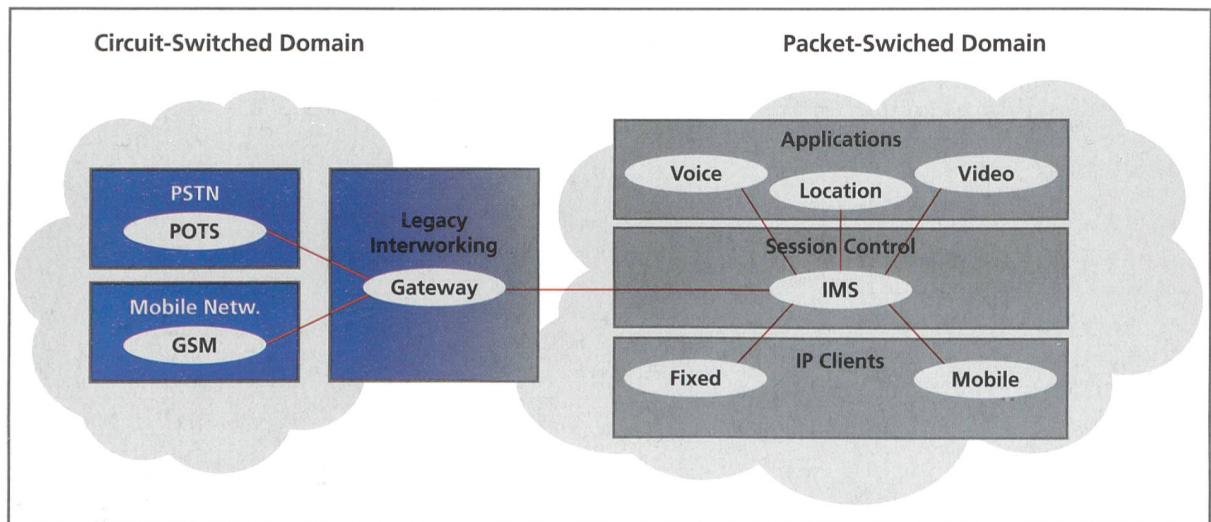 Circuit-Switched Domain
Packet-Swiched Domain
PSTN
POTS
Mobile Netw.
GSM
Legacy
Interworking
Gateway
Applications
Voice
Location
Video
Session Control
IMS
IP Clients
Fixed
Mobile